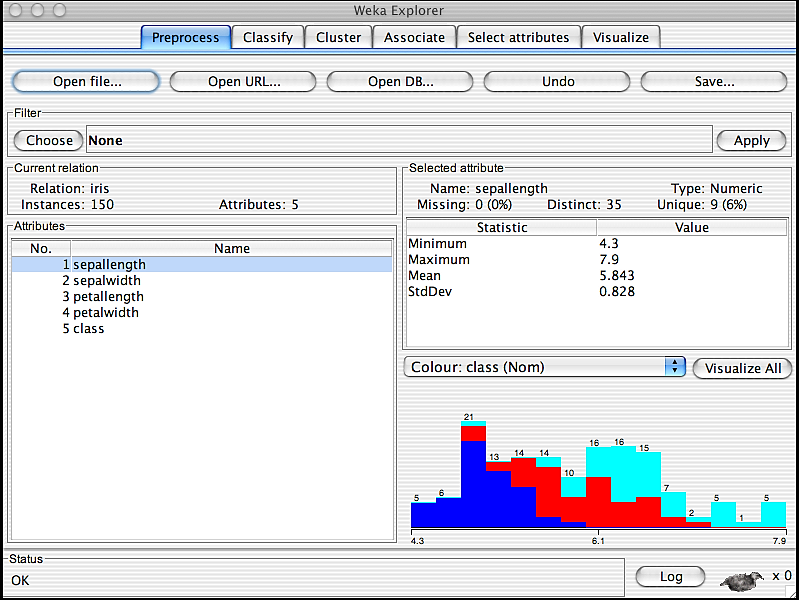 Weka Explorer
Preprocess Classify Cluster Associate Select attributes Visualize
Open file... Open URL... Open DB... Undo Save...
Filter
Choose None Apply
Current relation
Relation: iris
Instances: 150 Attributes: 5
Selected attribute
Name: sepallength Type: Numeric
Missing: 0 (0%) Distinct: 35 Unique: 9 (6%)
Attributes
No. Name
1 sepallength
2 sepalwidth
3 petallength
4 petalwidth
5 class
Statistic Value
Minimum 4.3
Maximum 7.9
Mean 5.843
StdDev 0.828
Colour: class (Nom) Visualize All
5 6 21 13 14 14 10 16 16 15 7 2 5 1 5
4.3 6.1 7.9
Status
OK
Log x 0